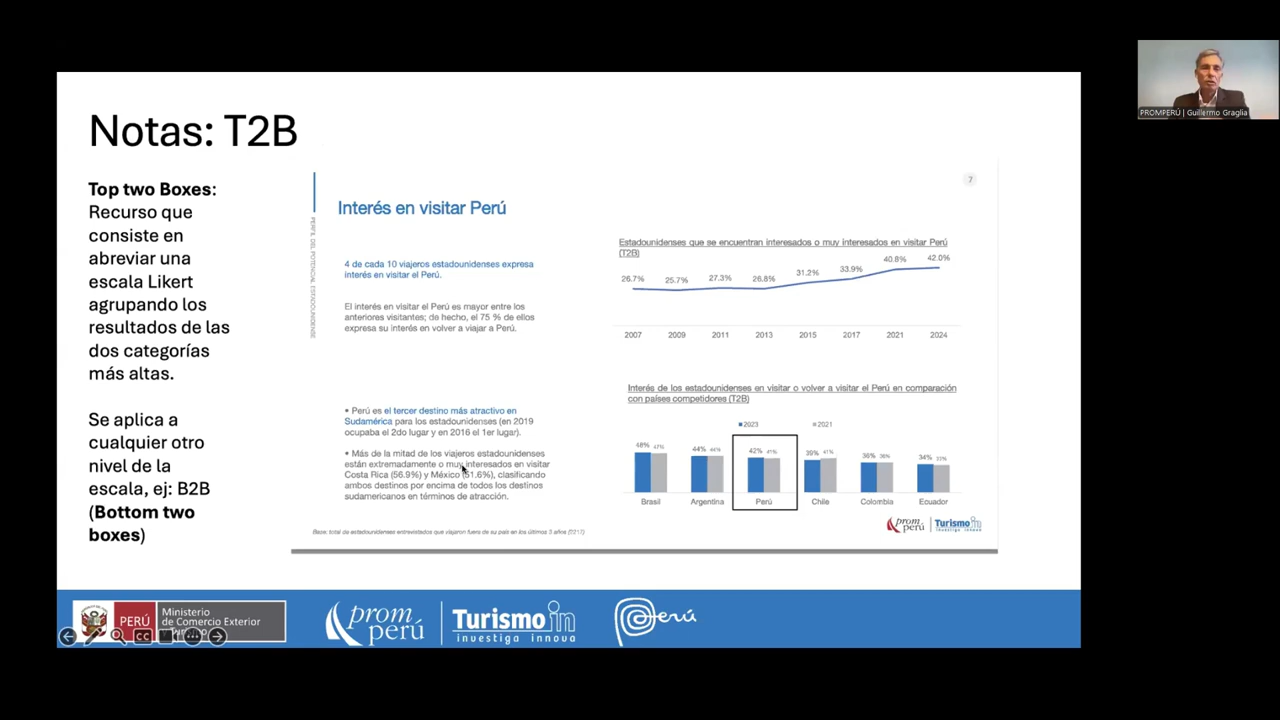 PROMPERÚ | Guillermo Graglia
Notas: T2B
Top two Boxes:
Recurso que
consiste en
abreviar una
escala Likert
agrupando los
resultados de las
dos categorías
más altas.
Se aplica a
cualquier otro
nivel de la
escala, ej: B2B
(Bottom two
boxes)
7
PERFIL DEL POTENCIAL ESTADOUNIDENSE
Interés en visitar Perú
4 de cada 10 viajeros estadounidenses expresa
interés en visitar el Perú.
El interés en visitar el Perú es mayor entre los
anteriores visitantes; de hecho, el 75 % de ellos
expresa su interés en volver a viajar a Perú.
• Perú es el tercer destino más atractivo en
Sudamérica para los estadounidenses (en 2019
ocupaba el 2do lugar y en 2016 el 1er lugar).
• Más de la mitad de los viajeros estadounidenses
están extremadamente o muy interesados en visitar
Costa Rica (56.9%) y México (51.6%), clasificando
ambos destinos por encima de todos los destinos
sudamericanos en términos de atracción.
Estadounidenses que se encuentran interesados o muy interesados en visitar Perú
(T2B)
26.7% 25.7% 27.3% 26.8% 31.2% 33.9% 40.8% 42.0%
2007 2009 2011 2013 2015 2017 2021 2024
Interés de los estadounidenses en visitar o volver a visitar el Perú en comparación
con países competidores (T2B)
2023 2021
48% 47% 44% 44% 42% 41% 39% 41% 36% 36% 34% 33%
Brasil Argentina Perú Chile Colombia Ecuador
Base: total de estadounidenses entrevistados que viajaron fuera de su país en los últimos 3 años
prom perú Turismo in
investiga innova
PERÚ
Ministerio
de Comercio Exterior
y Turismo
CC
prom
perú
Turismo in
investiga innova
Perú